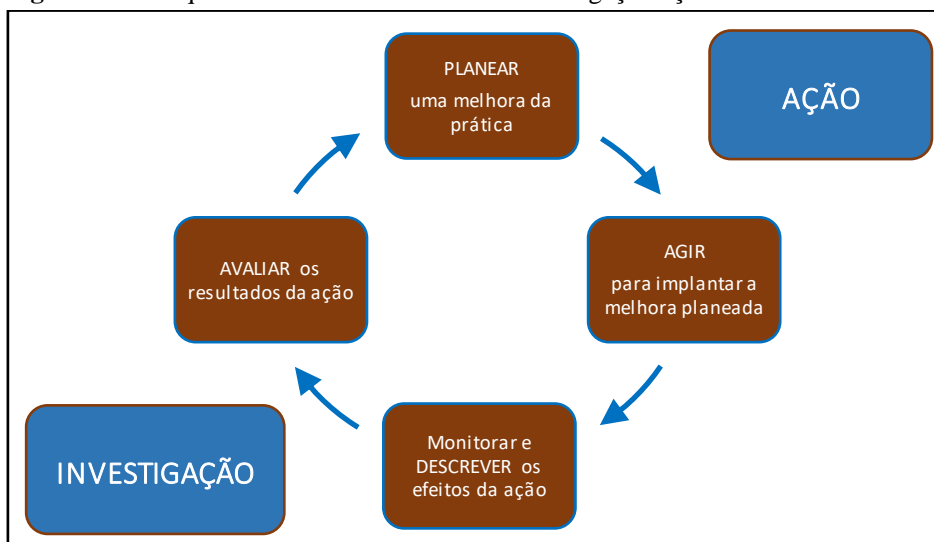 PLANEAR
uma melhora da
prática
AÇÃO
AGIR
para implantar a
melhora planeada
AVALIAR os
resultados da ação
Monitorar e
DESCREVER os
efeitos da ação
INVESTIGAÇÃO